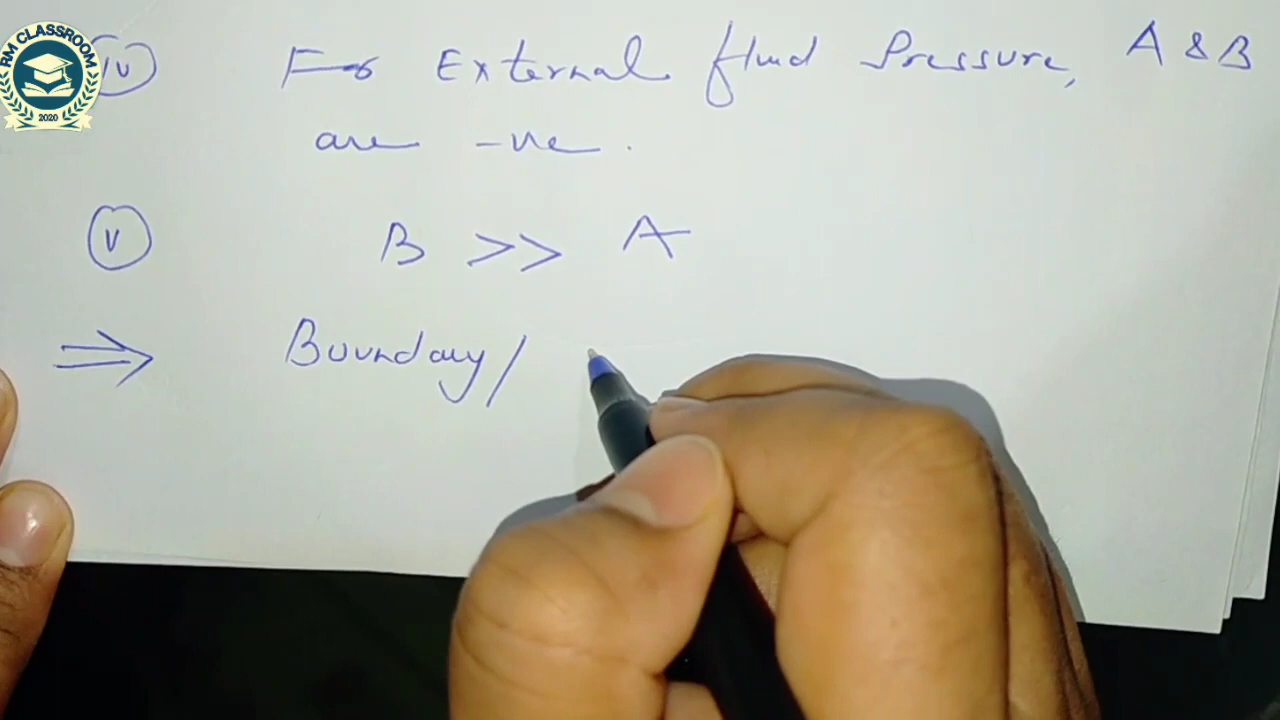 RM CLASSROOM
2020
iv For External fluid Pressure, A & B
are -ve.
v B >> A
⇒ Boundary/